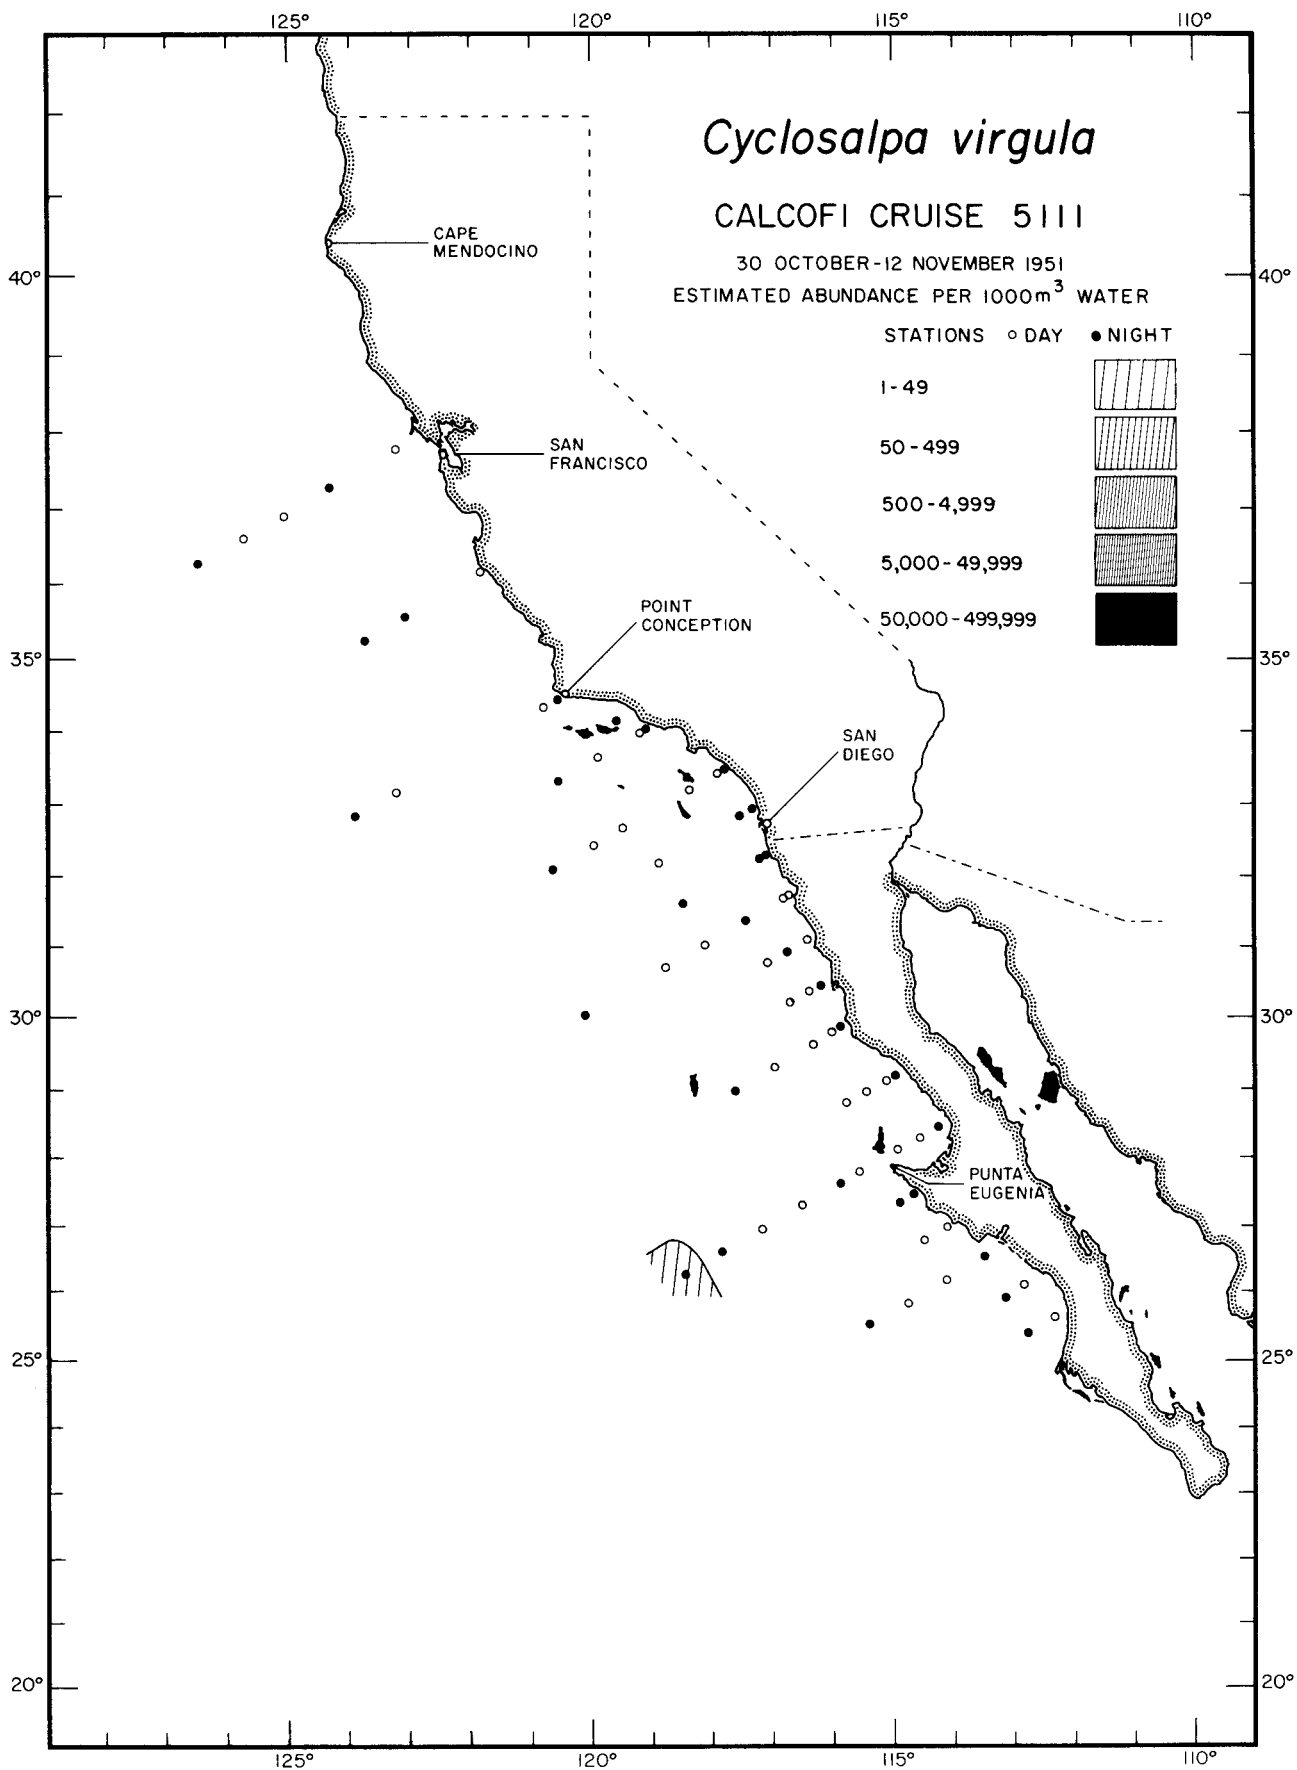 125° 120° 115° 110°
Cyclosalpa virgula
CALCOFI CRUISE 5111
30 OCTOBER-12 NOVEMBER 1951
ESTIMATED ABUNDANCE PER 1000m³ WATER
STATIONS DAY NIGHT
1-49
50-499
500-4,999
5,000-49,999
50,000-499,999
CAPE
MENDOCINO
40° 40°
SAN
FRANCISCO
POINT
CONCEPTION
35° 35°
SAN
DIEGO
30° 30°
PUNTA
EUGENIA
25° 25°
20° 20°
125° 120° 115° 110°